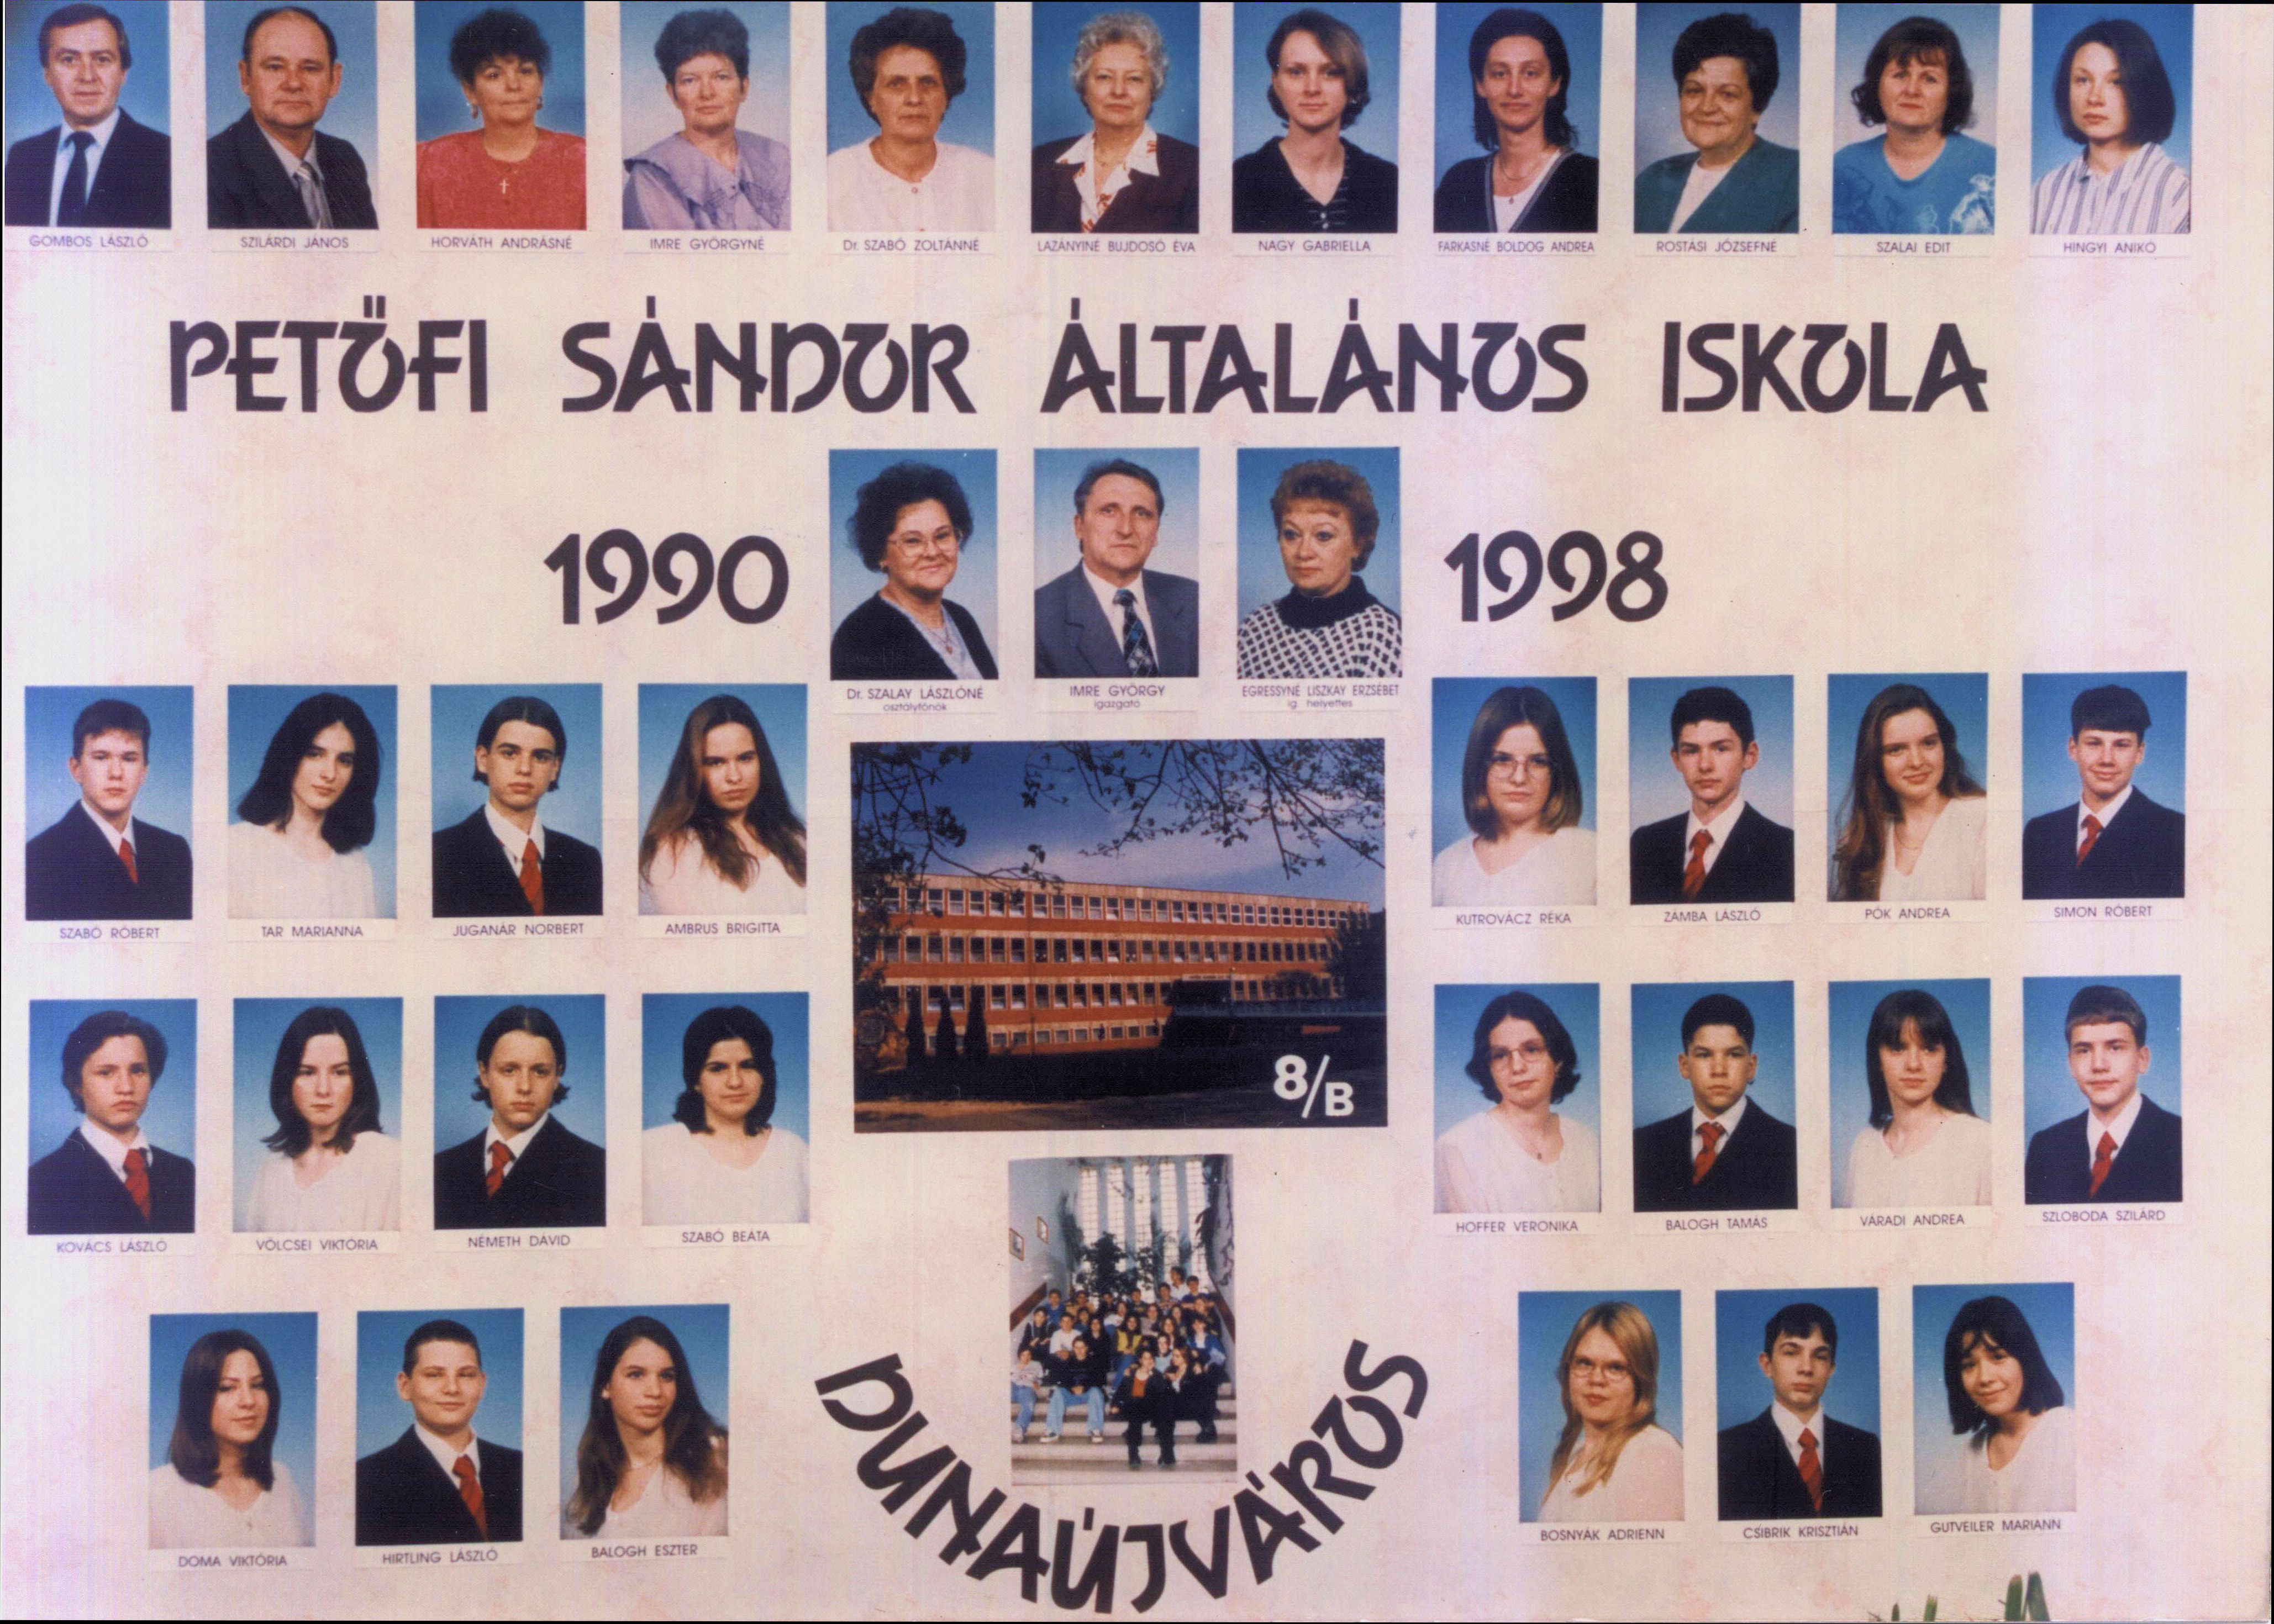 GOMBOS LÁSZLÓ
SZILÁRDI JÁNOS
HORVÁTH ANDRÁSNÉ
IMRE GYÖRGYNÉ
Dr. SZABÓ ZOLTÁNNÉ
LAZÁNYINÉ BUJDOSÓ ÉVA
NAGY GABRIELLA
FARKASNÉ BOLDOG ANDREA
ROSTÁSI JÓZSEFNÉ
SZALAI EDIT
HINGYI ANIKÓ
PETŐFI SÁNDOR ÁLTALÁNOS ISKOLA
1990
1998
Dr. SZALAY LÁSZLÓNÉ
osztályfőnök
IMRE GYÖRGY
igazgató
EGRESSYNÉ LISZKAY ERZSÉBET
ig. helyettes
SZABÓ RÓBERT
TAR MARIANNA
JUGANÁR NORBERT
AMBRUS BRIGITTA
KUTROVÁCZ RÉKA
ZÁMBA LÁSZLÓ
PÓK ANDREA
SIMON RÓBERT
8/B
KOVÁCS LÁSZLÓ
VÖLCSEI VIKTÓRIA
NÉMETH DÁVID
SZABÓ BEÁTA
HOFFER VERONIKA
BALOGH TAMÁS
VÁRADI ANDREA
SZLOBODA SZILÁRD
DOMA VIKTÓRIA
HIRTLING LÁSZLÓ
BALOGH ESZTER
BOSNYÁK ADRIENN
CSIBRIK KRISZTIÁN
GUTVEILER MARIANN
DUNAÚJVÁROS